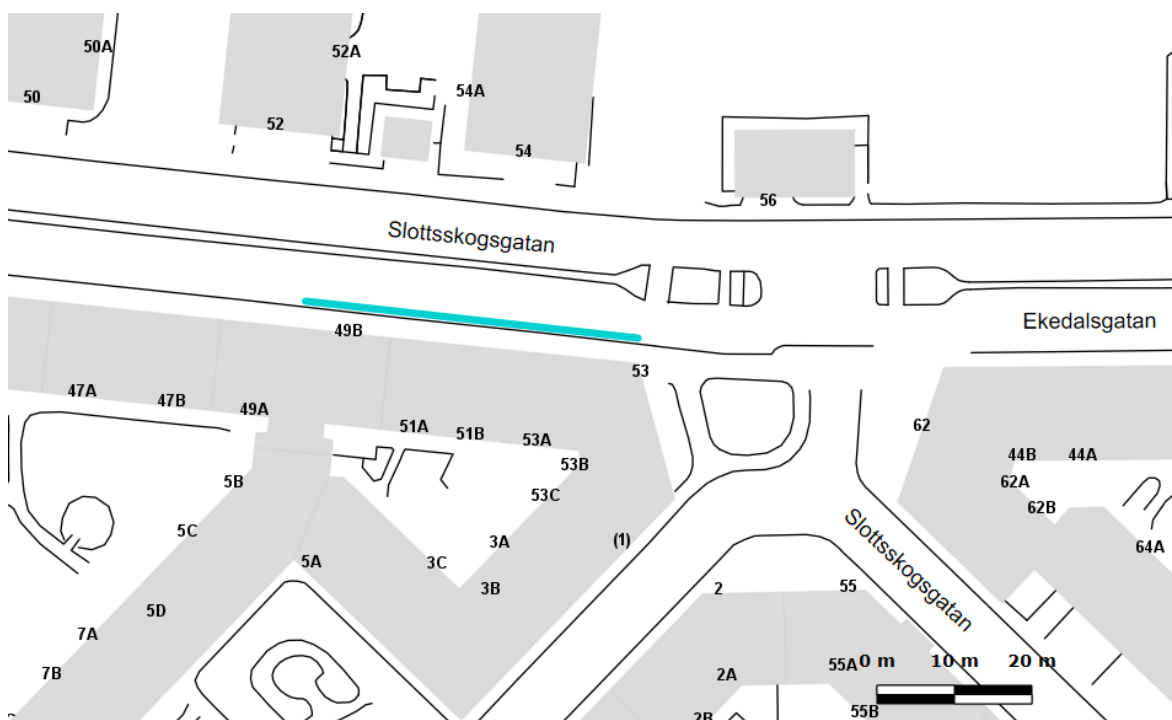 50A
52A
50
54A
52
54
56
Slottsskogsgatan
Ekedalsgatan
49B
53
47A
47B
49A
51A
51B
53A
62
44B
44A
53B
62A
5B
53C
62B
5C
3A
(1)
Slottsskogsgatan
64A
5A
3C
3B
2
55
5D
7A
0 m 10 m 20 m
7B
2A
55A
2B
55B